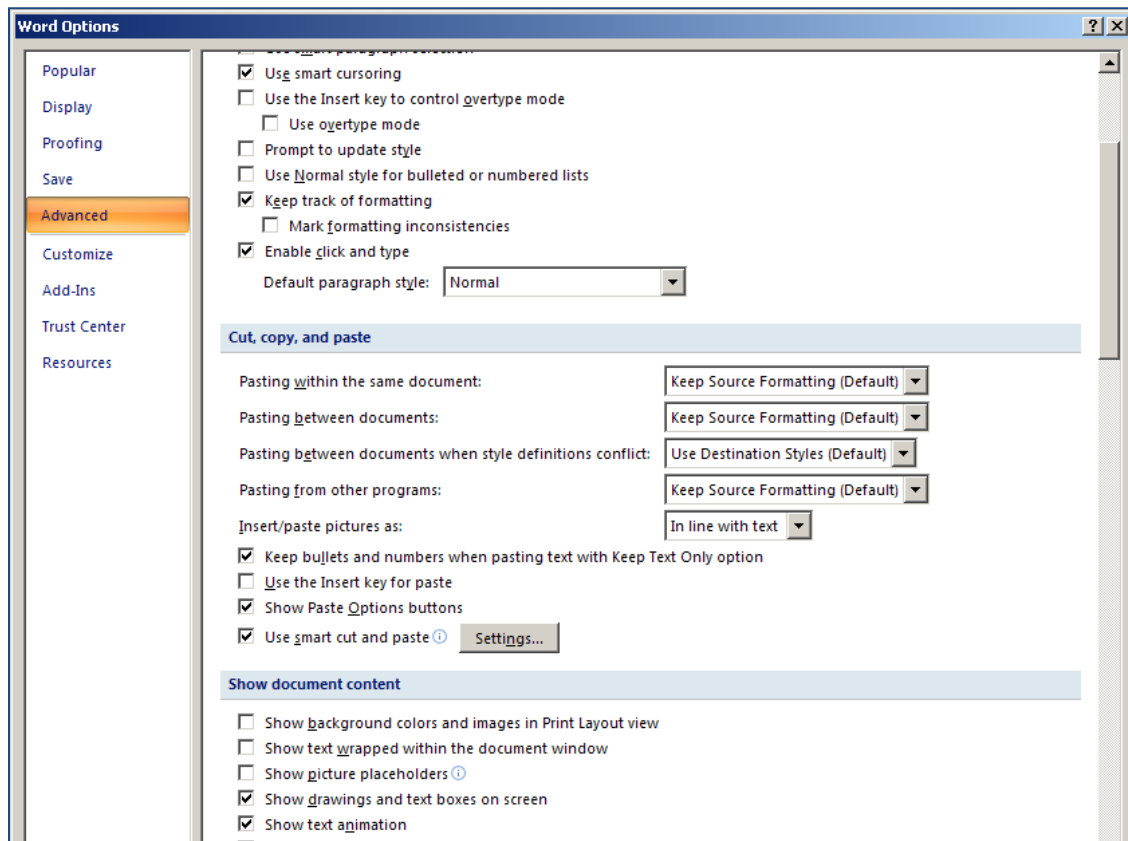 Word Options
Popular
Display
Proofing
Save
Advanced
Customize
Add-Ins
Trust Center
Resources
Use smart paragraph selection
Use smart cursoring
Use the Insert key to control overtype mode
Use overtype mode
Prompt to update style
Use Normal style for bulleted or numbered lists
Keep track of formatting
Mark formatting inconsistencies
Enable click and type
Default paragraph style: Normal
Cut, copy, and paste
Pasting within the same document: Keep Source Formatting (Default)
Pasting between documents: Keep Source Formatting (Default)
Pasting between documents when style definitions conflict: Use Destination Styles (Default)
Pasting from other programs: Keep Source Formatting (Default)
Insert/paste pictures as: In line with text
Keep bullets and numbers when pasting text with Keep Text Only option
Use the Insert key for paste
Show Paste Options buttons
Use smart cut and paste Settings...
Show document content
Show background colors and images in Print Layout view
Show text wrapped within the document window
Show picture placeholders
Show drawings and text boxes on screen
Show text animation